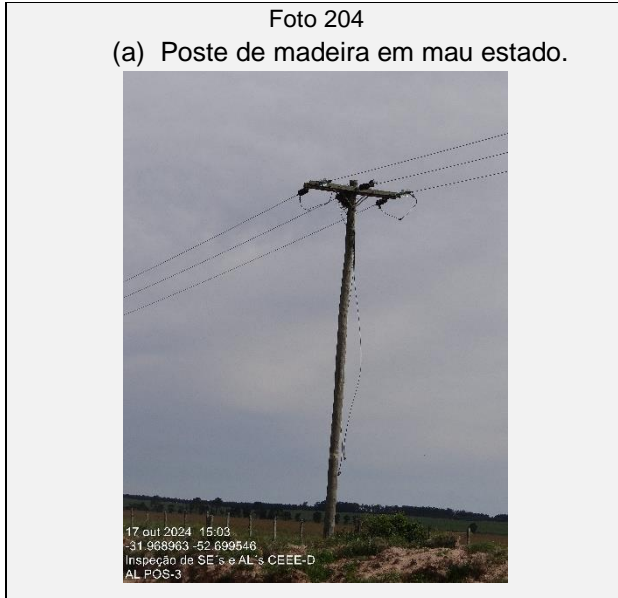 Foto 204
(a) Poste de madeira em mau estado.
17 out 2024 15:03
-31.968963 -52.699546
Inspeção de SE´s e AL´s CEEE-D
AL POS-3